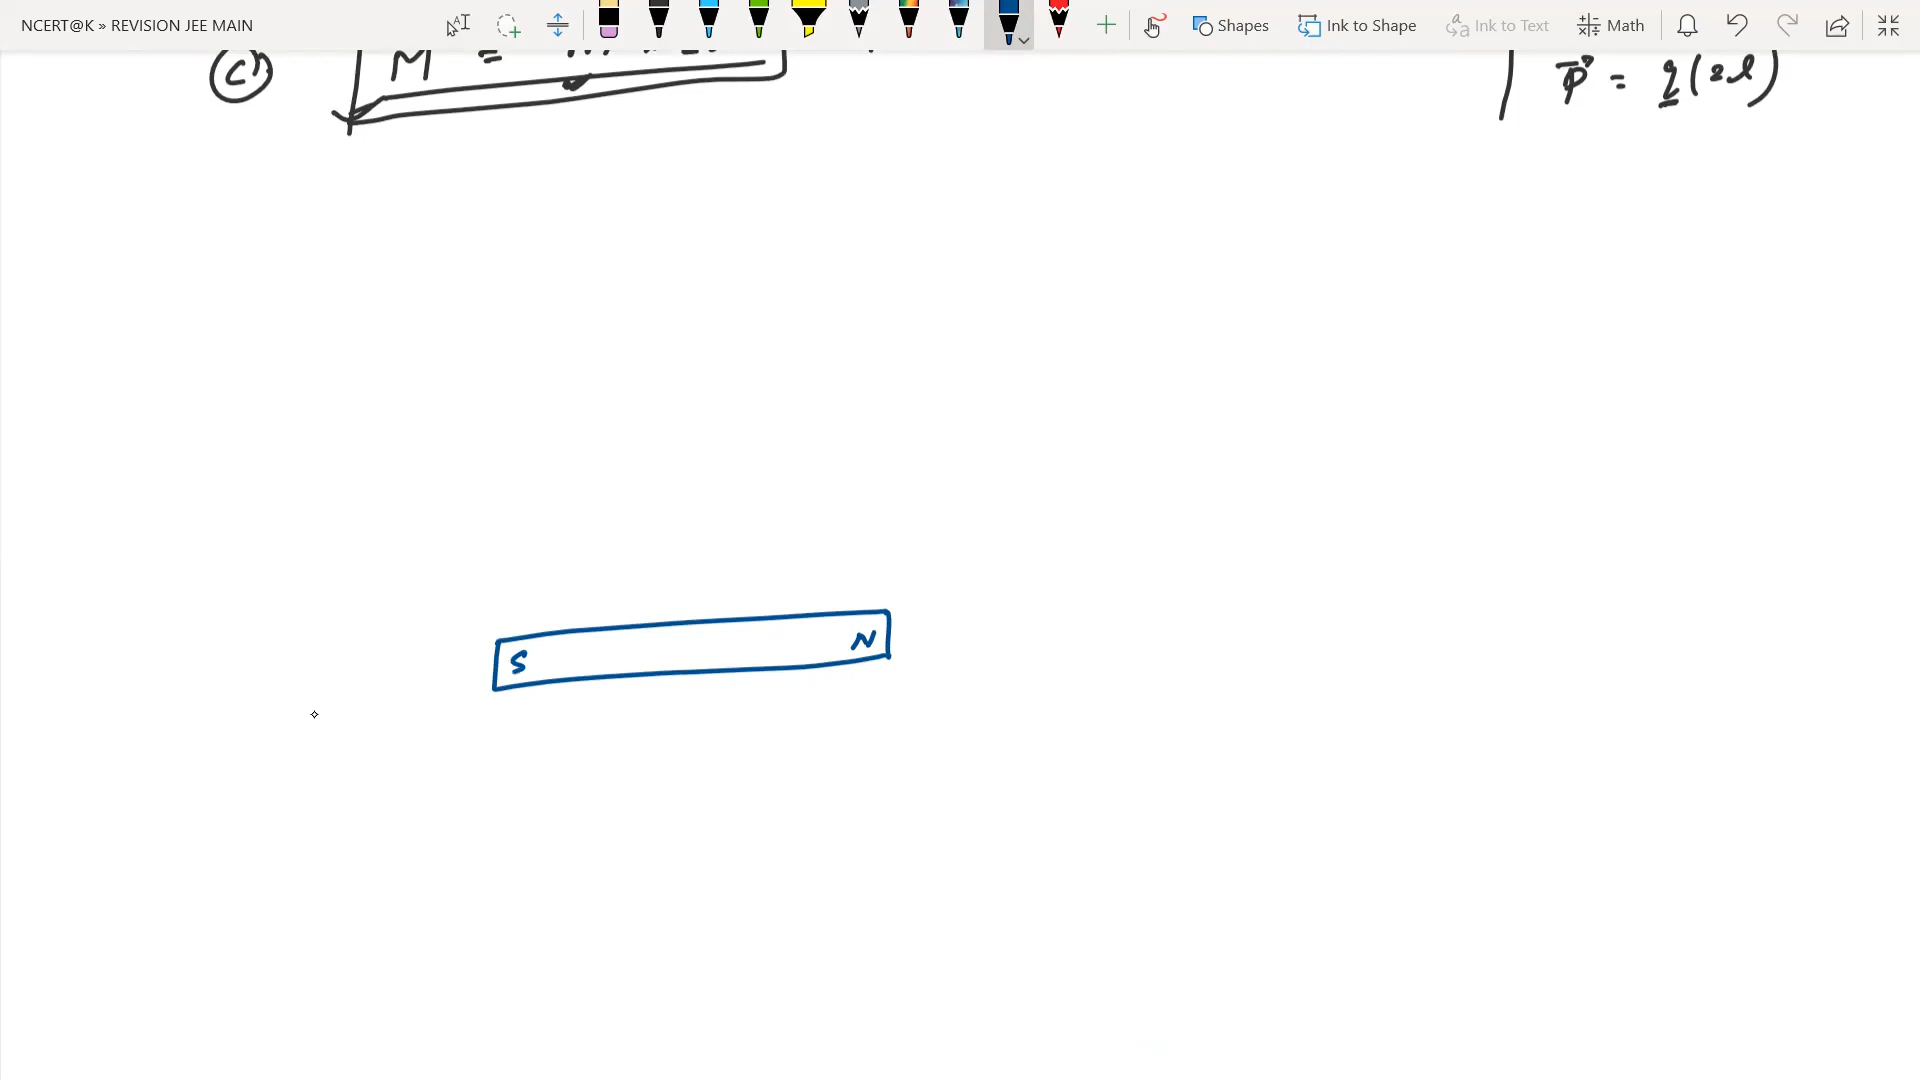 NCERT@K » REVISION JEE MAIN
Shapes
Ink to Shape
Ink to Text
Math
(c)
M =
P = q(2l)
S N